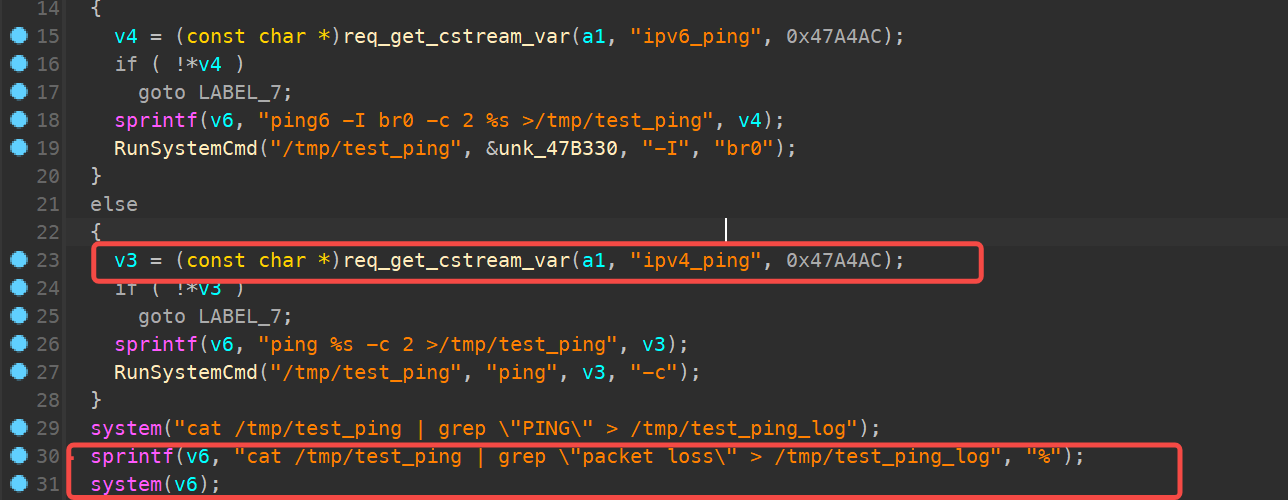 14 {
15 v4 = (const char *)req_get_cstream_var(a1, "ipv6_ping", 0x47A4AC);
16 if ( !*v4 )
17 goto LABEL_7;
18 sprintf(v6, "ping6 -I br0 -c 2 %s >/tmp/test_ping", v4);
19 RunSystemCmd("/tmp/test_ping", &unk_47B330, "-I", "br0");
20 }
21 else
22 {
23 v3 = (const char *)req_get_cstream_var(a1, "ipv4_ping", 0x47A4AC);
24 if ( !*v3 )
25 goto LABEL_7;
26 sprintf(v6, "ping %s -c 2 >/tmp/test_ping", v3);
27 RunSystemCmd("/tmp/test_ping", "ping", v3, "-c");
28 }
29 system("cat /tmp/test_ping | grep \"PING\" > /tmp/test_ping_log");
30 sprintf(v6, "cat /tmp/test_ping | grep \"packet loss\" > /tmp/test_ping_log", "%");
31 system(v6);